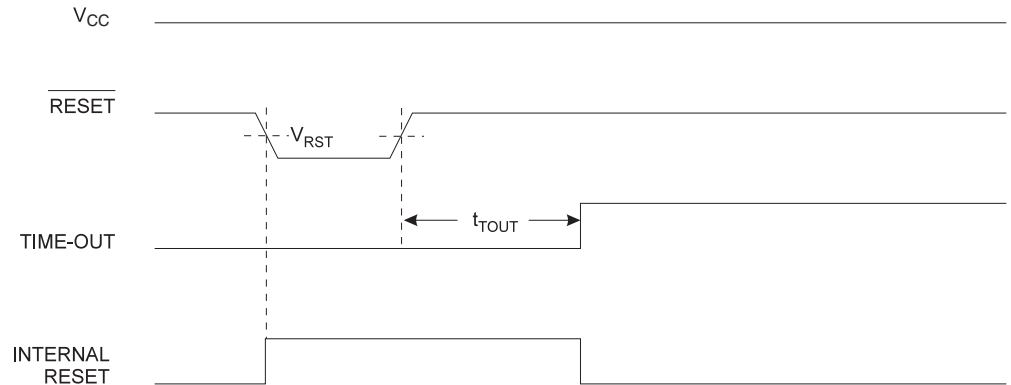 VCC
RESET
VRST
tTOUT
TIME-OUT
INTERNAL
RESET